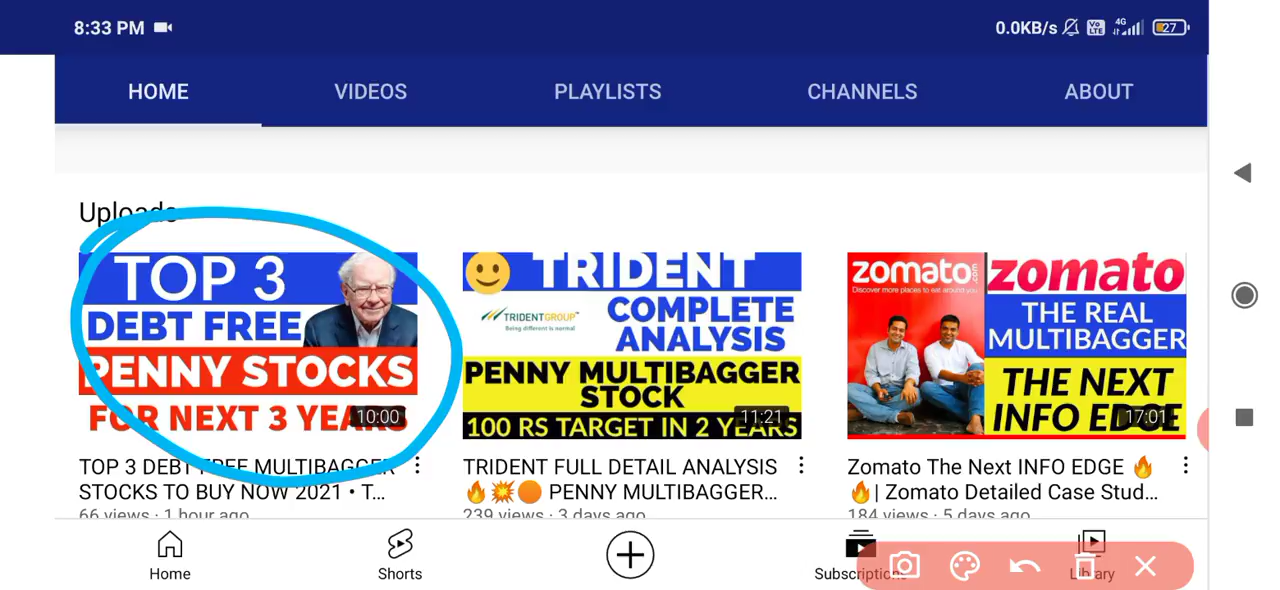 8:33 PM
0.0KB/s Vo LTE 4G 27
HOME VIDEOS PLAYLISTS CHANNELS ABOUT
Uploads
TOP 3
DEBT FREE
PENNY STOCKS
FOR NEXT 3 YEARS
10:00
TOP 3 DEBT FREE MULTIBAGGER
STOCKS TO BUY NOW 2021 • T...
66 views · 1 hour ago
TRIDENT
TRIDENTGROUP™
Being different is normal
COMPLETE
ANALYSIS
PENNY MULTIBAGGER
STOCK
100 RS TARGET IN 2 YEARS
11:21
TRIDENT FULL DETAIL ANALYSIS
🔥💥🟠 PENNY MULTIBAGGER...
239 views · 3 days ago
zomato.com
Discover more places to eat around you
zomato
THE REAL
MULTIBAGGER
THE NEXT
INFO EDGE
17:01
Zomato The Next INFO EDGE 🔥
🔥| Zomato Detailed Case Stud...
184 views · 5 days ago
Home Shorts Subscriptions Library